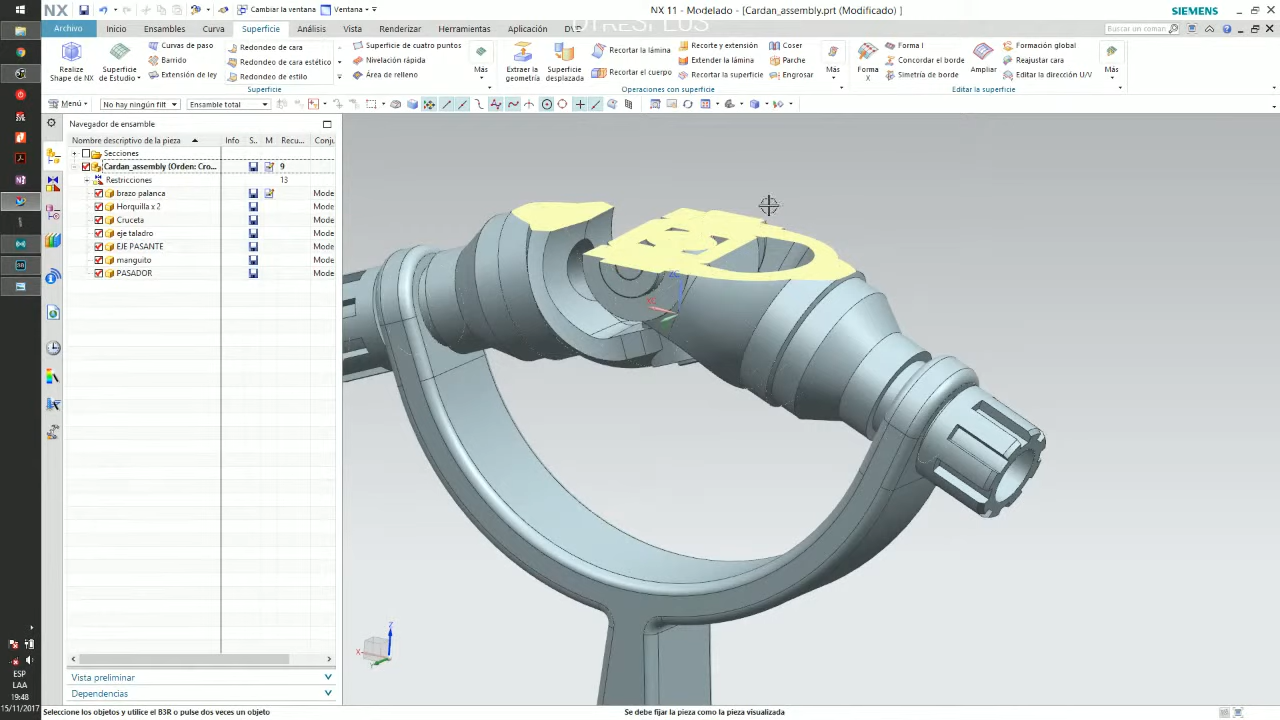 NX
Cambiar la ventana
Ventana
NX 11 - Modelado - [Cardan_assembly.prt (Modificado) ]
SIEMENS
Archivo
Inicio
Ensambles
Curva
Superficie
Análisis
Vista
Renderizar
Herramientas
Aplicación
Buscar un comando
Realize
Shape de NX
Superficie
de Estudio
Curvas de paso
Barrido
Extensión de ley
Redondeo de cara
Redondeo de cara estético
Redondeo de estilo
Superficie de cuatro puntos
Nivelación rápida
Área de relleno
Más
Superficie
Extraer la
geometría
Superficie
desplazada
Recortar la lámina
Recortar el cuerpo
Recorte y extensión
Extender la lámina
Recortar la superficie
Coser
Parche
Engrosar
Más
Operaciones con superficie
Forma
X
Forma I
Concordar el borde
Simetría de borde
Ampliar
Formación global
Reajustar cara
Editar la dirección U/V
Más
Editar la superficie
Menú
No hay ningún filt
Ensamble total
Navegador de ensamble
Nombre descriptivo de la pieza
Info
S..
M
Recu...
Conju
Secciones
Cardan_assembly (Orden: Cro...
9
Restricciones
13
brazo palanca
Mode
Horquilla x 2
Mode
Cruceta
Mode
eje taladro
Mode
EJE PASANTE
Mode
manguito
Mode
PASADOR
Mode
Vista preliminar
Dependencias
ESP
LAA
19:48
15/11/2017
Seleccione los objetos y utilice el B3R o pulse dos veces un objeto
Se debe fijar la pieza como la pieza visualizada